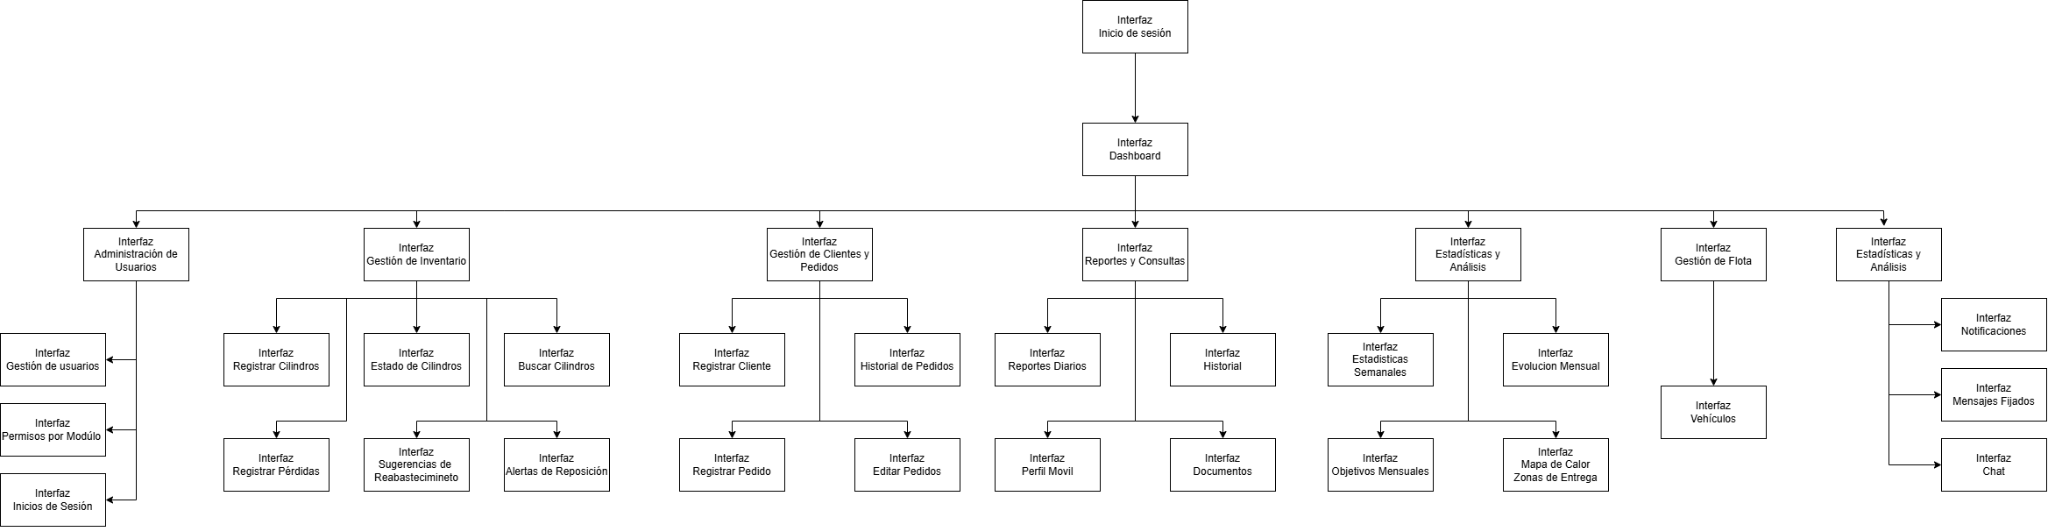 Interfaz
Inicio de sesión
Interfaz
Dashboard
Interfaz
Administración de
Usuarios
Interfaz
Gestión de Inventario
Interfaz
Gestión de Clientes y
Pedidos
Interfaz
Reportes y Consultas
Interfaz
Estadísticas y
Análisis
Interfaz
Gestión de Flota
Interfaz
Estadísticas y
Análisis
Interfaz
Gestión de usuarios
Interfaz
Permisos por Modúlo
Interfaz
Inicios de Sesión
Interfaz
Registrar Cilindros
Interfaz
Estado de Cilindros
Interfaz
Buscar Cilindros
Interfaz
Registrar Pérdidas
Interfaz
Sugerencias de
Reabastecimineto
Interfaz
Alertas de Reposición
Interfaz
Registrar Cliente
Interfaz
Historial de Pedidos
Interfaz
Registrar Pedido
Interfaz
Editar Pedidos
Interfaz
Reportes Diarios
Interfaz
Historial
Interfaz
Perfil Movil
Interfaz
Documentos
Interfaz
Estadisticas
Semanales
Interfaz
Evolucion Mensual
Interfaz
Objetivos Mensuales
Interfaz
Mapa de Calor
Zonas de Entrega
Interfaz
Vehículos
Interfaz
Notificaciones
Interfaz
Mensajes Fijados
Interfaz
Chat